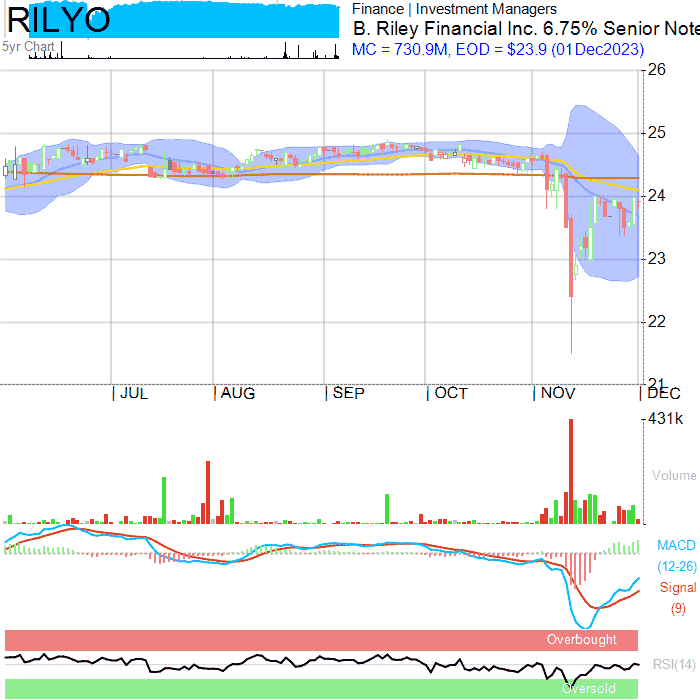 RILYO
5yr Chart
Finance | Investment Managers
B. Riley Financial Inc. 6.75% Senior Note
MC = 730.9M, EOD = $23.9 (01Dec2023)
26
25
24
23
22
21
JUL AUG SEP OCT NOV DEC
431k
Volume
MACD
(12-26)
Signal
(9)
Overbought
RSI(14)
Oversold